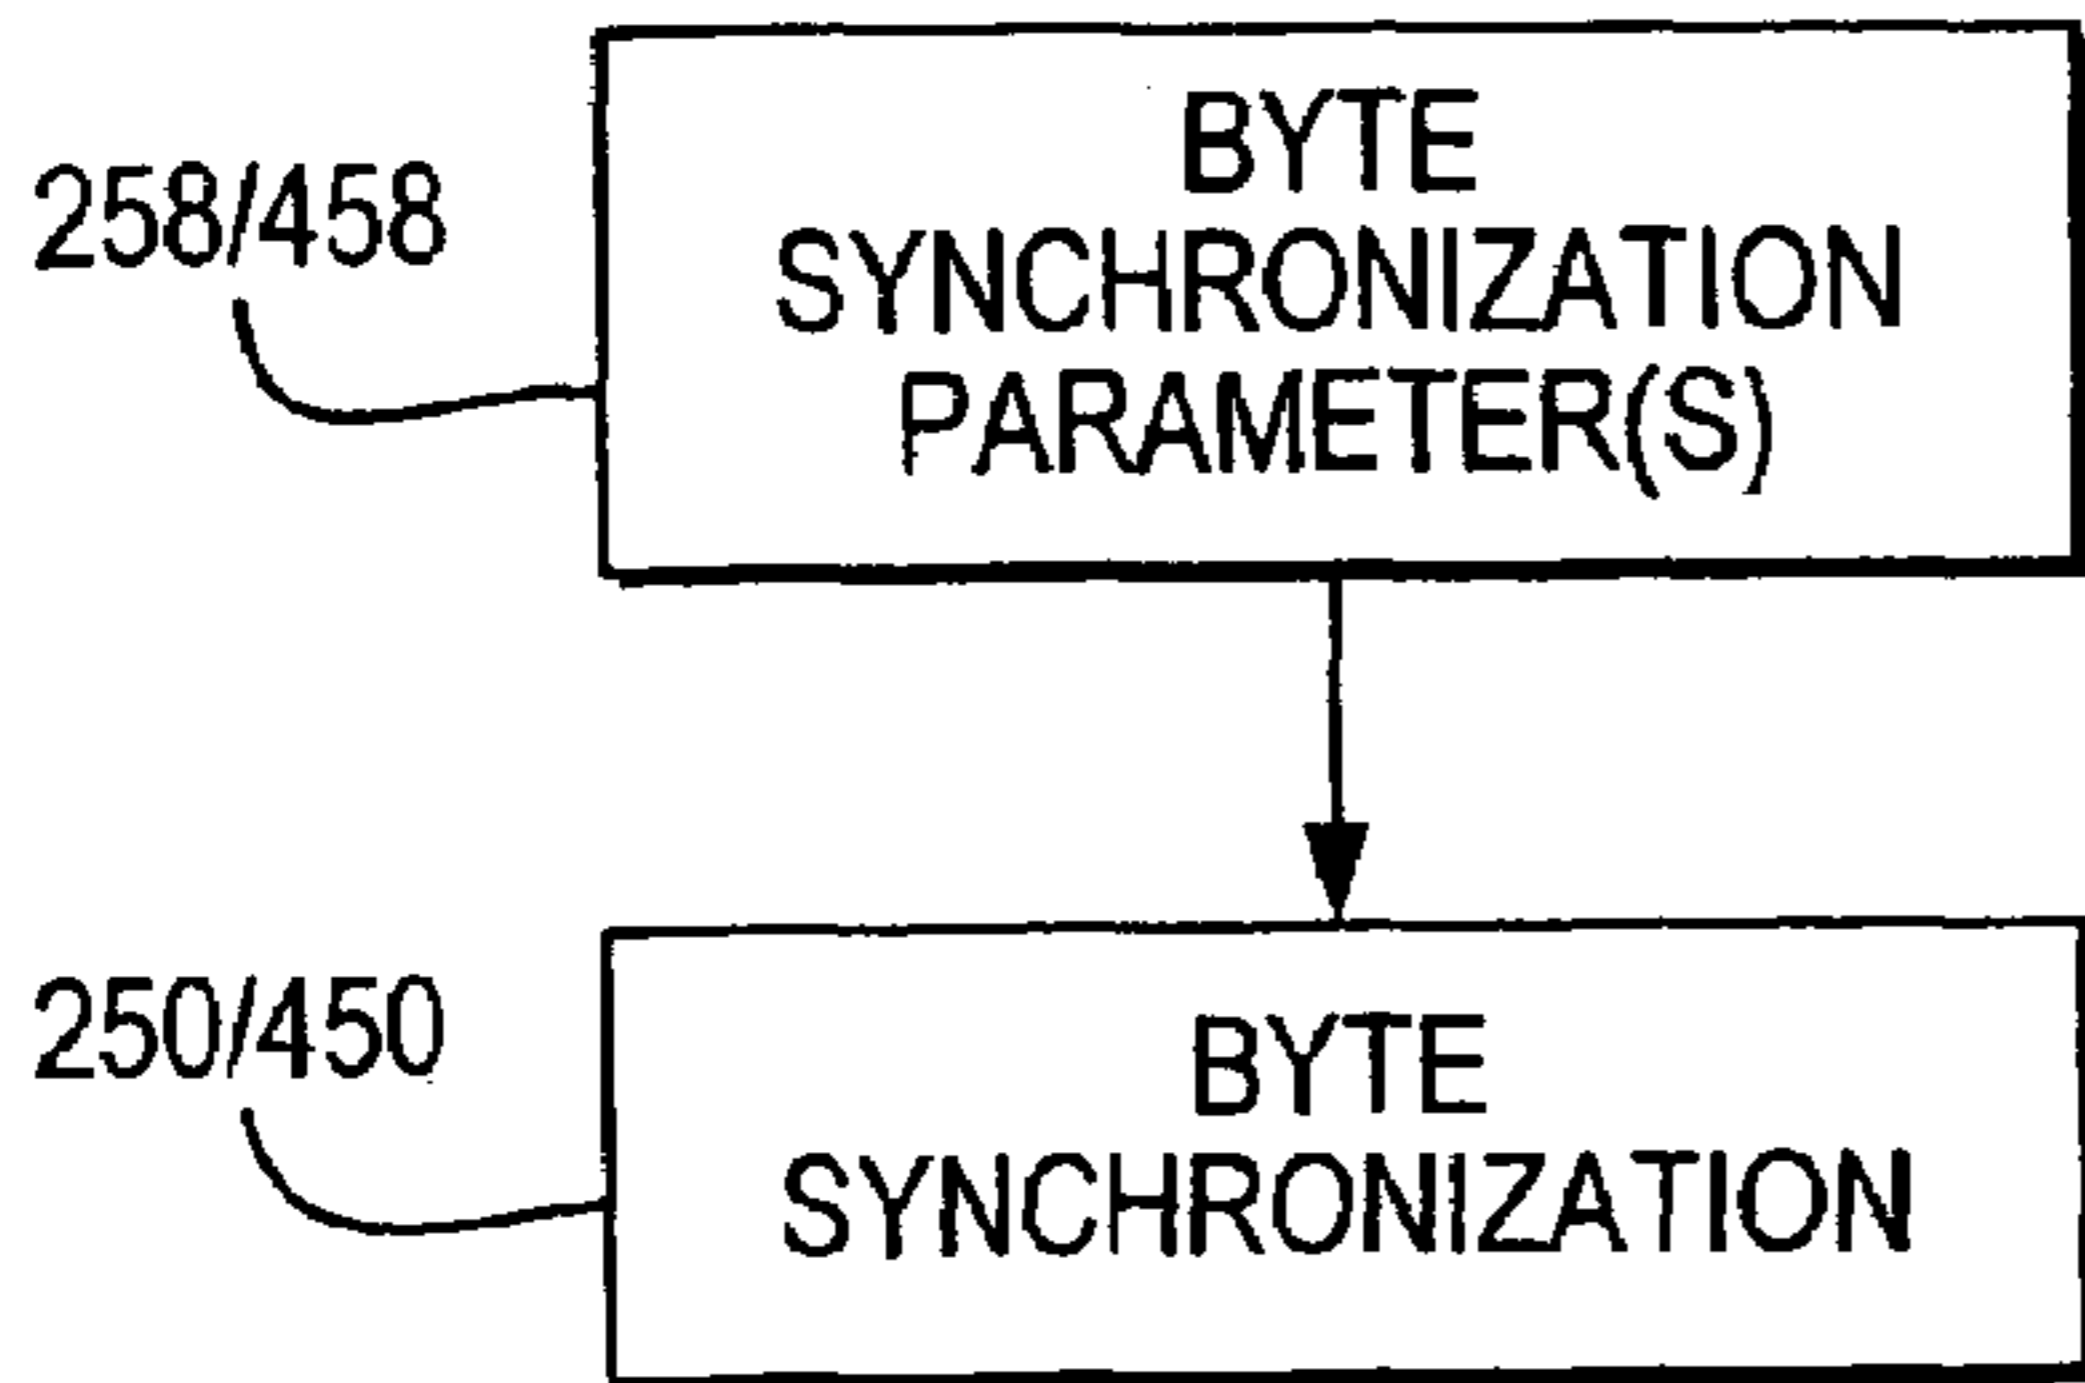 258/458
BYTE
SYNCHRONIZATION
PARAMETER(S)
250/450
BYTE
SYNCHRONIZATION